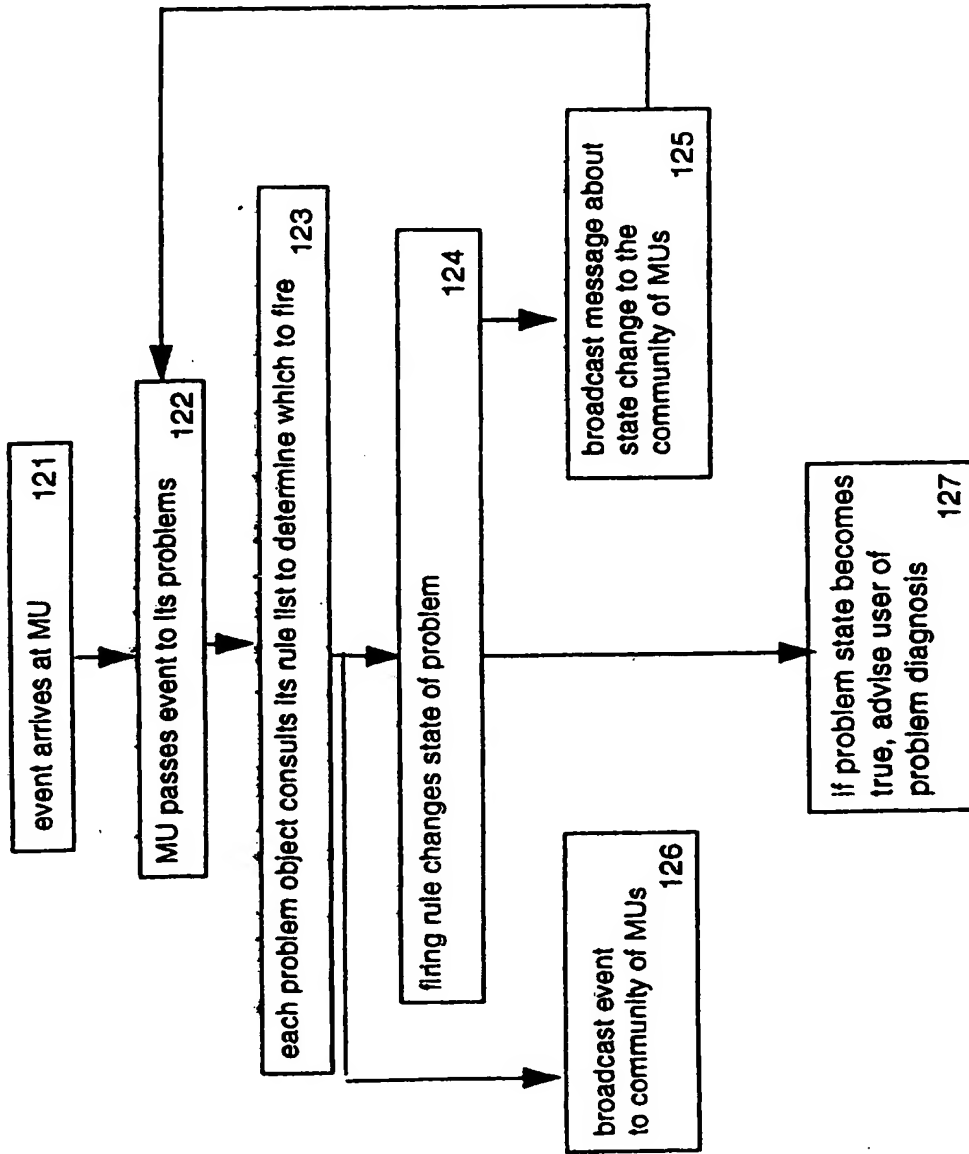 event arrives at MU
121
MU passes event to its problems
122
each problem object consults its rule list to determine which to fire
123
firing rule changes state of problem
124
broadcast message about
state change to the
community of MUs
125
broadcast event
to community of MUs
126
If problem state becomes
true, advise user of
problem diagnosis
127